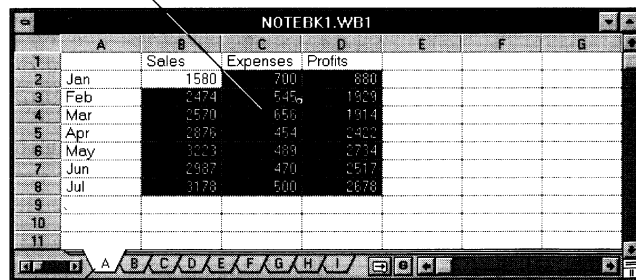 NOTEBK1.WB1
A B C D E F G
1 Sales Expenses Profits
2 Jan 1580 700 880
3 Feb 2474 545 1929
4 Mar 2570 656 1914
5 Apr 2876 454 2422
6 May 3223 489 2734
7 Jun 2987 470 2517
8 Jul 3178 500 2678
9
10
11
A B C D E F G H I